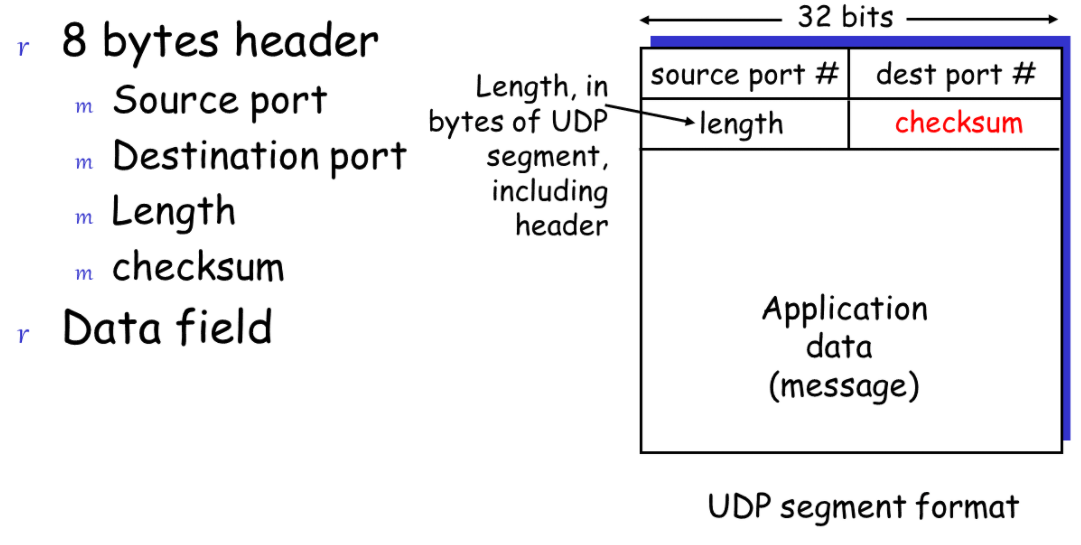 r 8 bytes header
m Source port
m Destination port
m Length
m checksum
r Data field
32 bits
source port # dest port #
length checksum
Length, in
bytes of UDP
segment,
including
header
Application
data
(message)
UDP segment format